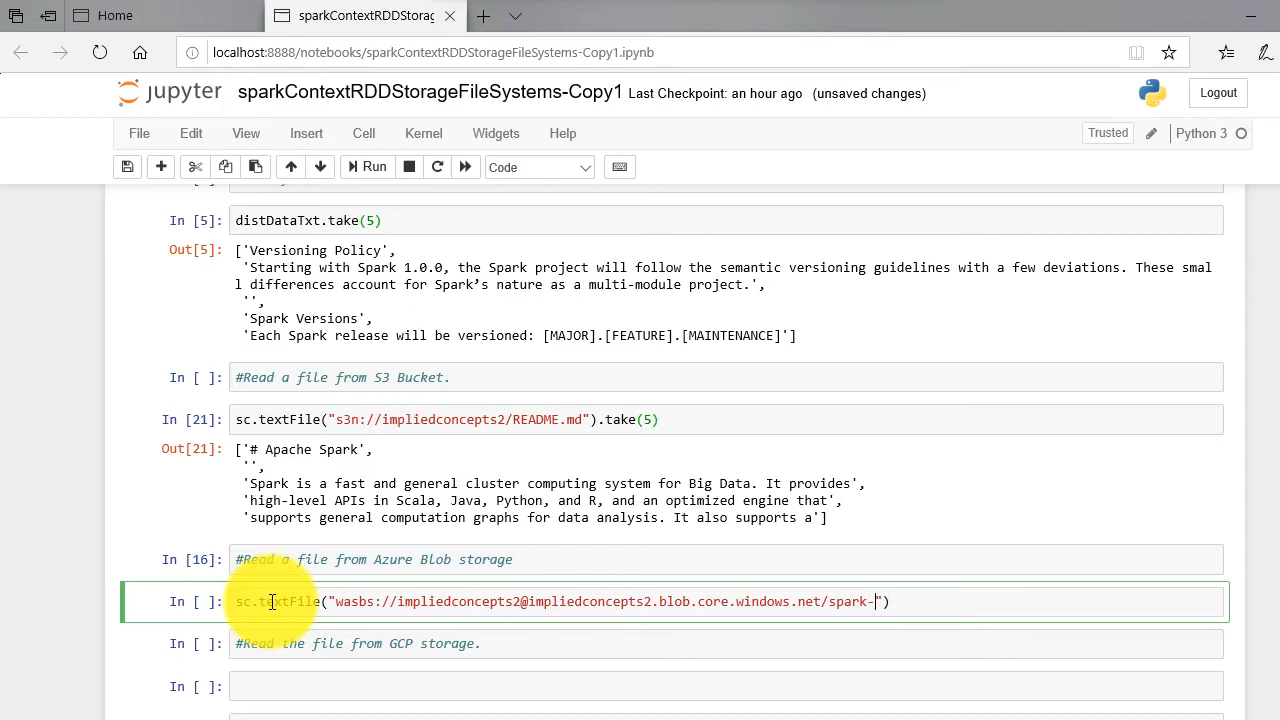 Home
sparkContextRDDStorag
localhost:8888/notebooks/sparkContextRDDStorageFileSystems-Copy1.ipynb
jupyter sparkContextRDDStorageFileSystems-Copy1 Last Checkpoint: an hour ago (unsaved changes)
Logout
File Edit View Insert Cell Kernel Widgets Help
Trusted Python 3
Run Code
In [5]: distDataTxt.take(5)
Out[5]: ['Versioning Policy',
'Starting with Spark 1.0.0, the Spark project will follow the semantic versioning guidelines with a few deviations. These smal
l differences account for Spark’s nature as a multi-module project.',
'',
'Spark Versions',
'Each Spark release will be versioned: [MAJOR].[FEATURE].[MAINTENANCE]']
In [ ]: #Read a file from S3 Bucket.
In [21]: sc.textFile("s3n://impliedconcepts2/README.md").take(5)
Out[21]: ['# Apache Spark',
'',
'Spark is a fast and general cluster computing system for Big Data. It provides',
'high-level APIs in Scala, Java, Python, and R, and an optimized engine that',
'supports general computation graphs for data analysis. It also supports a']
In [16]: #Read a file from Azure Blob storage
In [ ]: sc.textFile("wasbs://impliedconcepts2@impliedconcepts2.blob.core.windows.net/spark-")
In [ ]: #Read the file from GCP storage.
In [ ]: